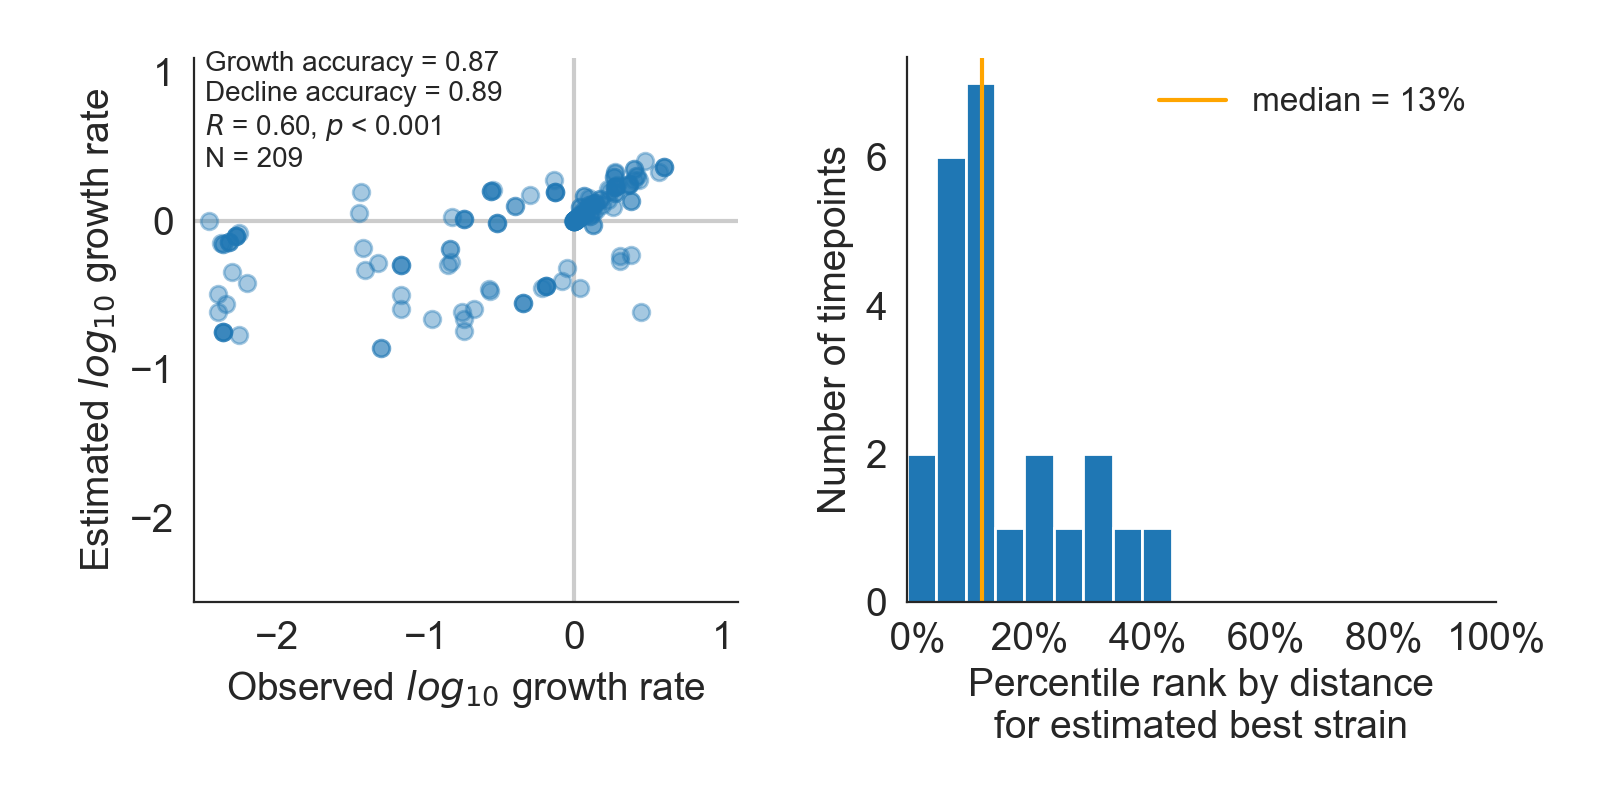 Growth accuracy = 0.87
Decline accuracy = 0.89
R = 0.60, p < 0.001
N = 209
1
0
−1
−2
Estimated log10 growth rate
−2
−1
0
1
Observed log10 growth rate
median = 13%
6
4
2
0
Number of timepoints
0%
20%
40%
60%
80%
100%
Percentile rank by distance
for estimated best strain